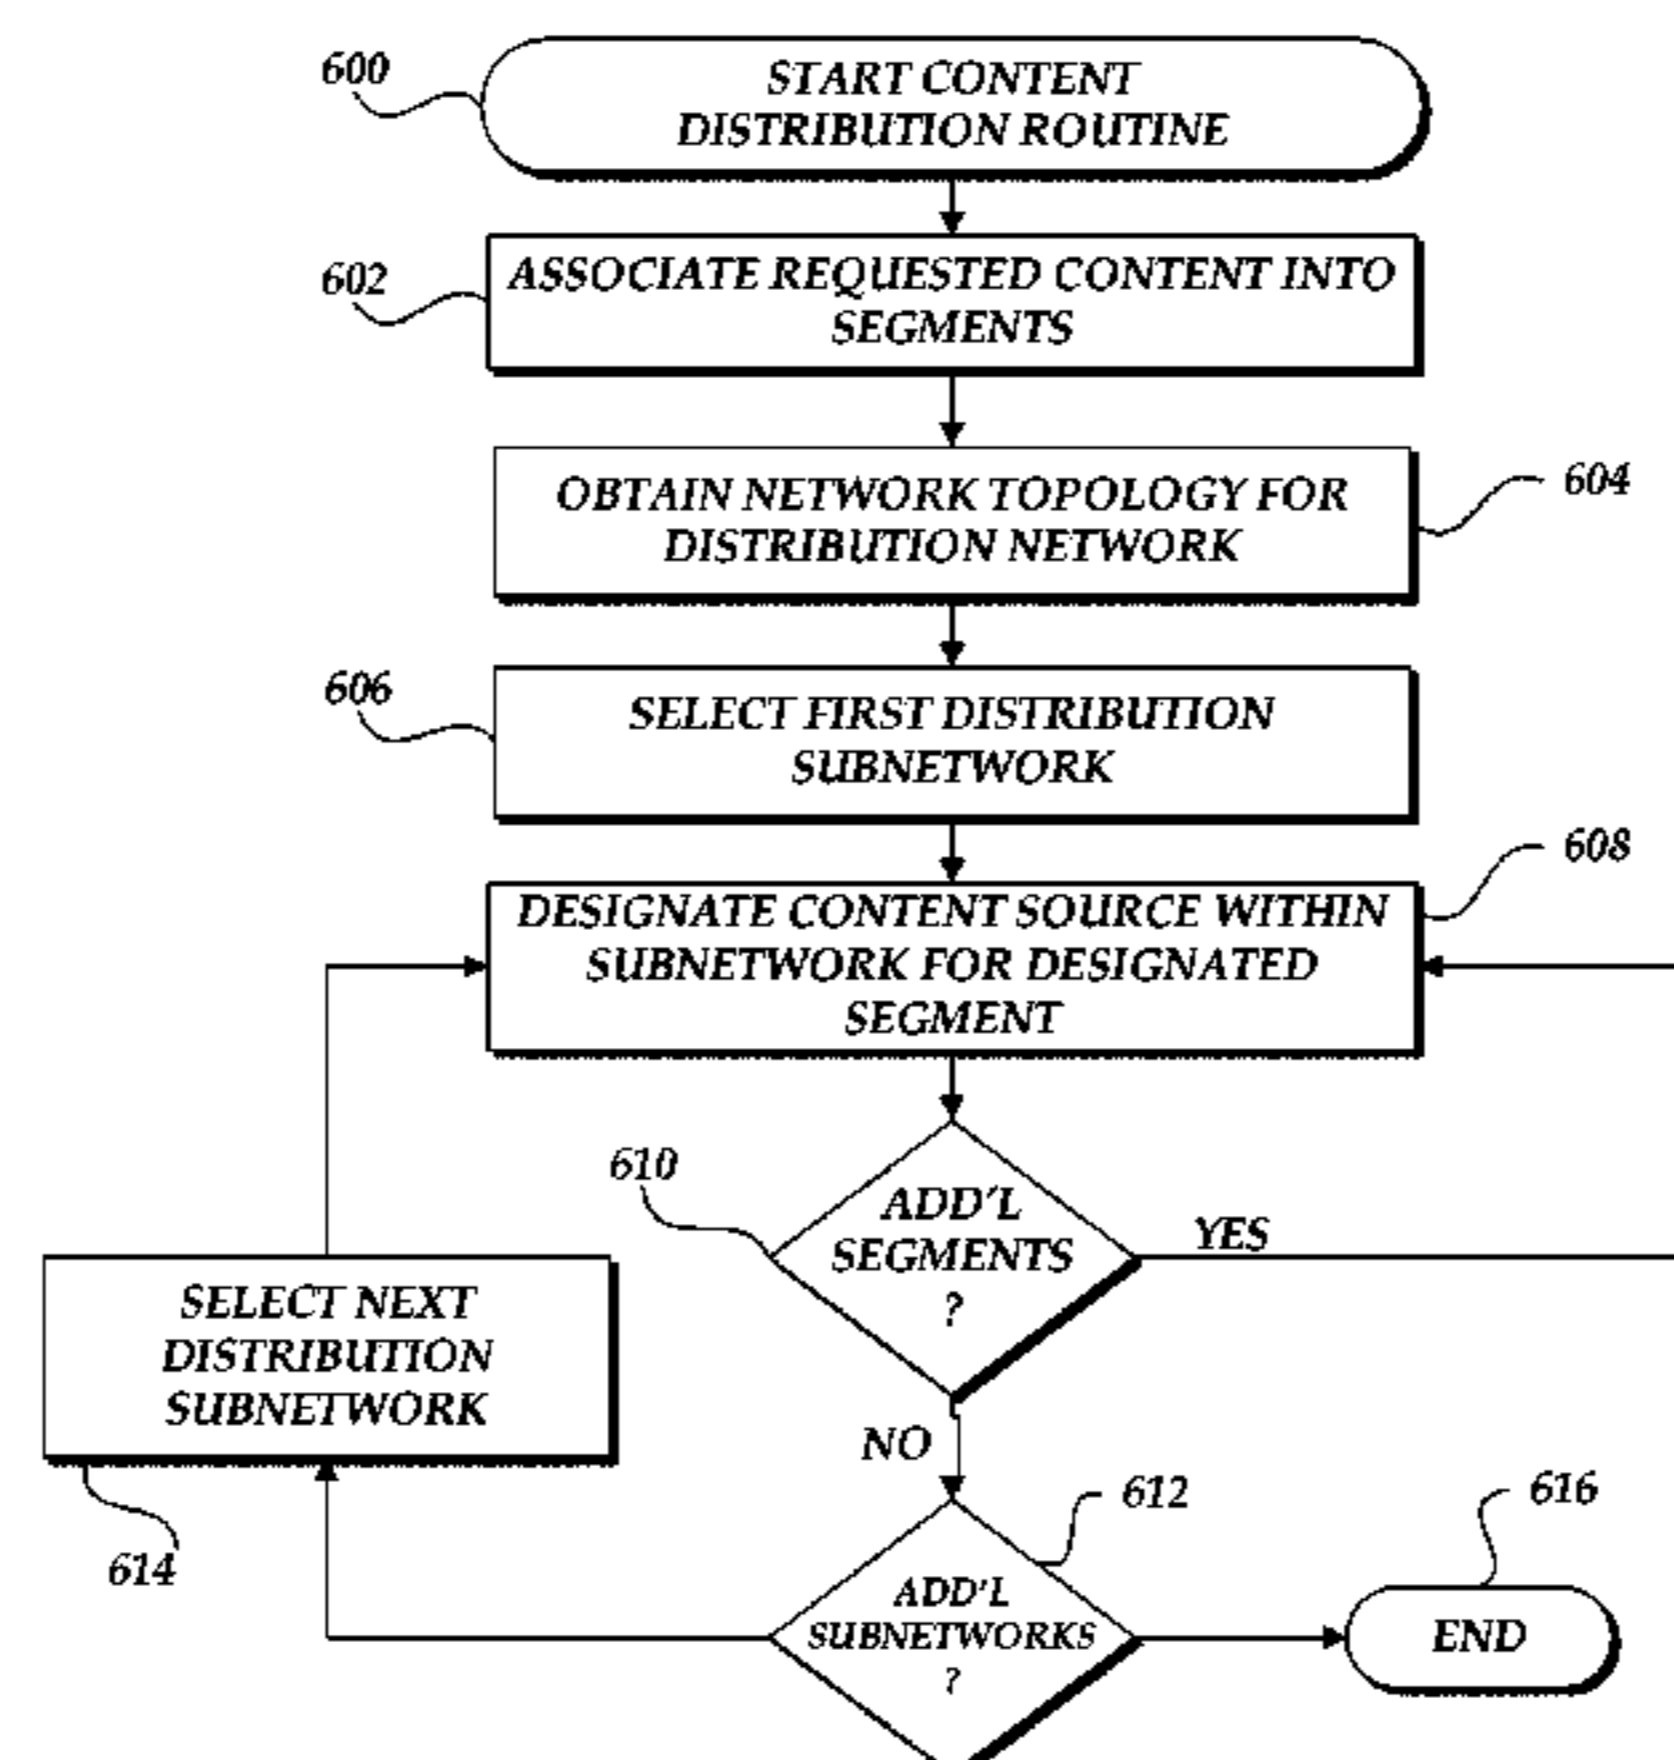 600
START CONTENT
DISTRIBUTION ROUTINE
602
ASSOCIATE REQUESTED CONTENT INTO
SEGMENTS
604
OBTAIN NETWORK TOPOLOGY FOR
DISTRIBUTION NETWORK
606
SELECT FIRST DISTRIBUTION
SUBNETWORK
608
DESIGNATE CONTENT SOURCE WITHIN
SUBNETWORK FOR DESIGNATED
SEGMENT
610
ADD'L
SEGMENTS
?
YES
NO
SELECT NEXT
DISTRIBUTION
SUBNETWORK
614
612
ADD'L
SUBNETWORKS
?
616
END